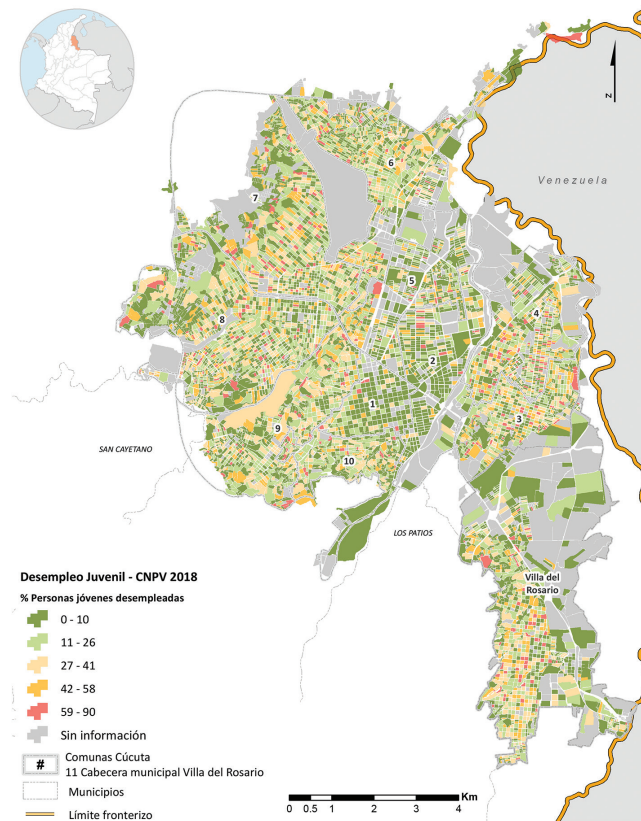 N
Venezuela
6
7
5
4
8
2
1
3
9
10
SAN CAYETANO
LOS PATIOS
Villa del
Rosario
Desempleo Juvenil - CNPV 2018
% Personas jóvenes desempleadas
0 - 10
11 - 26
27 - 41
42 - 58
59 - 90
Sin información
# Comunas Cúcuta
11 Cabecera municipal Villa del Rosario
Municipios
Límite fronterizo
Km
0 0.5 1 2 3 4